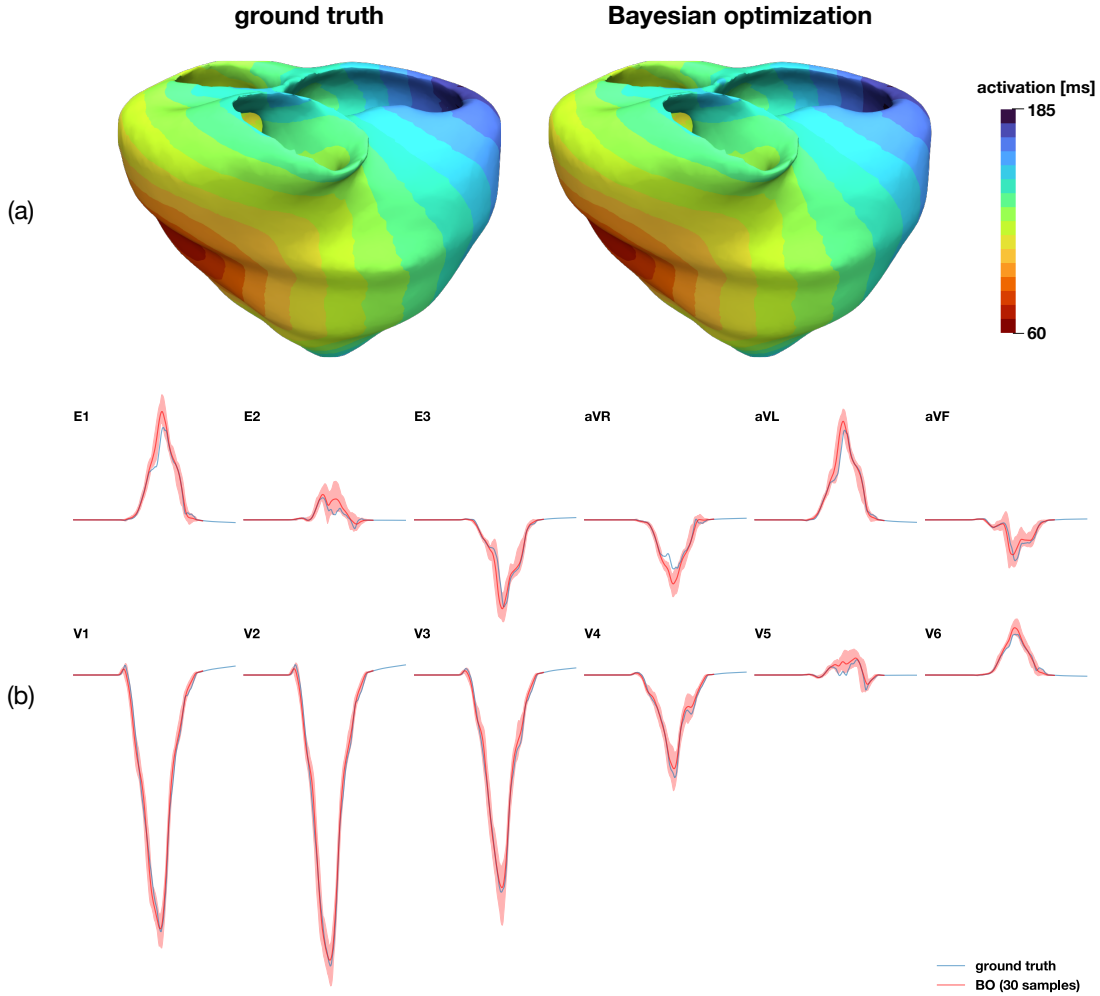 ground truth
Bayesian optimization
activation [ms]
185
60
(a)
E1
E2
E3
aVR
aVL
aVF
V1
V2
V3
V4
V5
V6
(b)
ground truth
BO (30 samples)